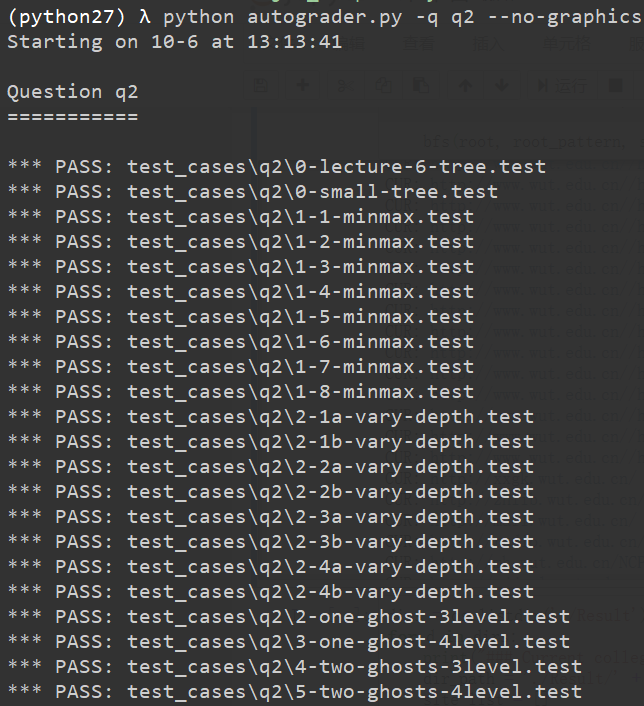 (python27) λ python autograder.py -q q2 --no-graphics
Starting on 10-6 at 13:13:41
Question q2
===========
*** PASS: test_cases\q2\0-lecture-6-tree.test
*** PASS: test_cases\q2\0-small-tree.test
*** PASS: test_cases\q2\1-1-minmax.test
*** PASS: test_cases\q2\1-2-minmax.test
*** PASS: test_cases\q2\1-3-minmax.test
*** PASS: test_cases\q2\1-4-minmax.test
*** PASS: test_cases\q2\1-5-minmax.test
*** PASS: test_cases\q2\1-6-minmax.test
*** PASS: test_cases\q2\1-7-minmax.test
*** PASS: test_cases\q2\1-8-minmax.test
*** PASS: test_cases\q2\2-1a-vary-depth.test
*** PASS: test_cases\q2\2-1b-vary-depth.test
*** PASS: test_cases\q2\2-2a-vary-depth.test
*** PASS: test_cases\q2\2-2b-vary-depth.test
*** PASS: test_cases\q2\2-3a-vary-depth.test
*** PASS: test_cases\q2\2-3b-vary-depth.test
*** PASS: test_cases\q2\2-4a-vary-depth.test
*** PASS: test_cases\q2\2-4b-vary-depth.test
*** PASS: test_cases\q2\2-one-ghost-3level.test
*** PASS: test_cases\q2\3-one-ghost-4level.test
*** PASS: test_cases\q2\4-two-ghosts-3level.test
*** PASS: test_cases\q2\5-two-ghosts-4level.test